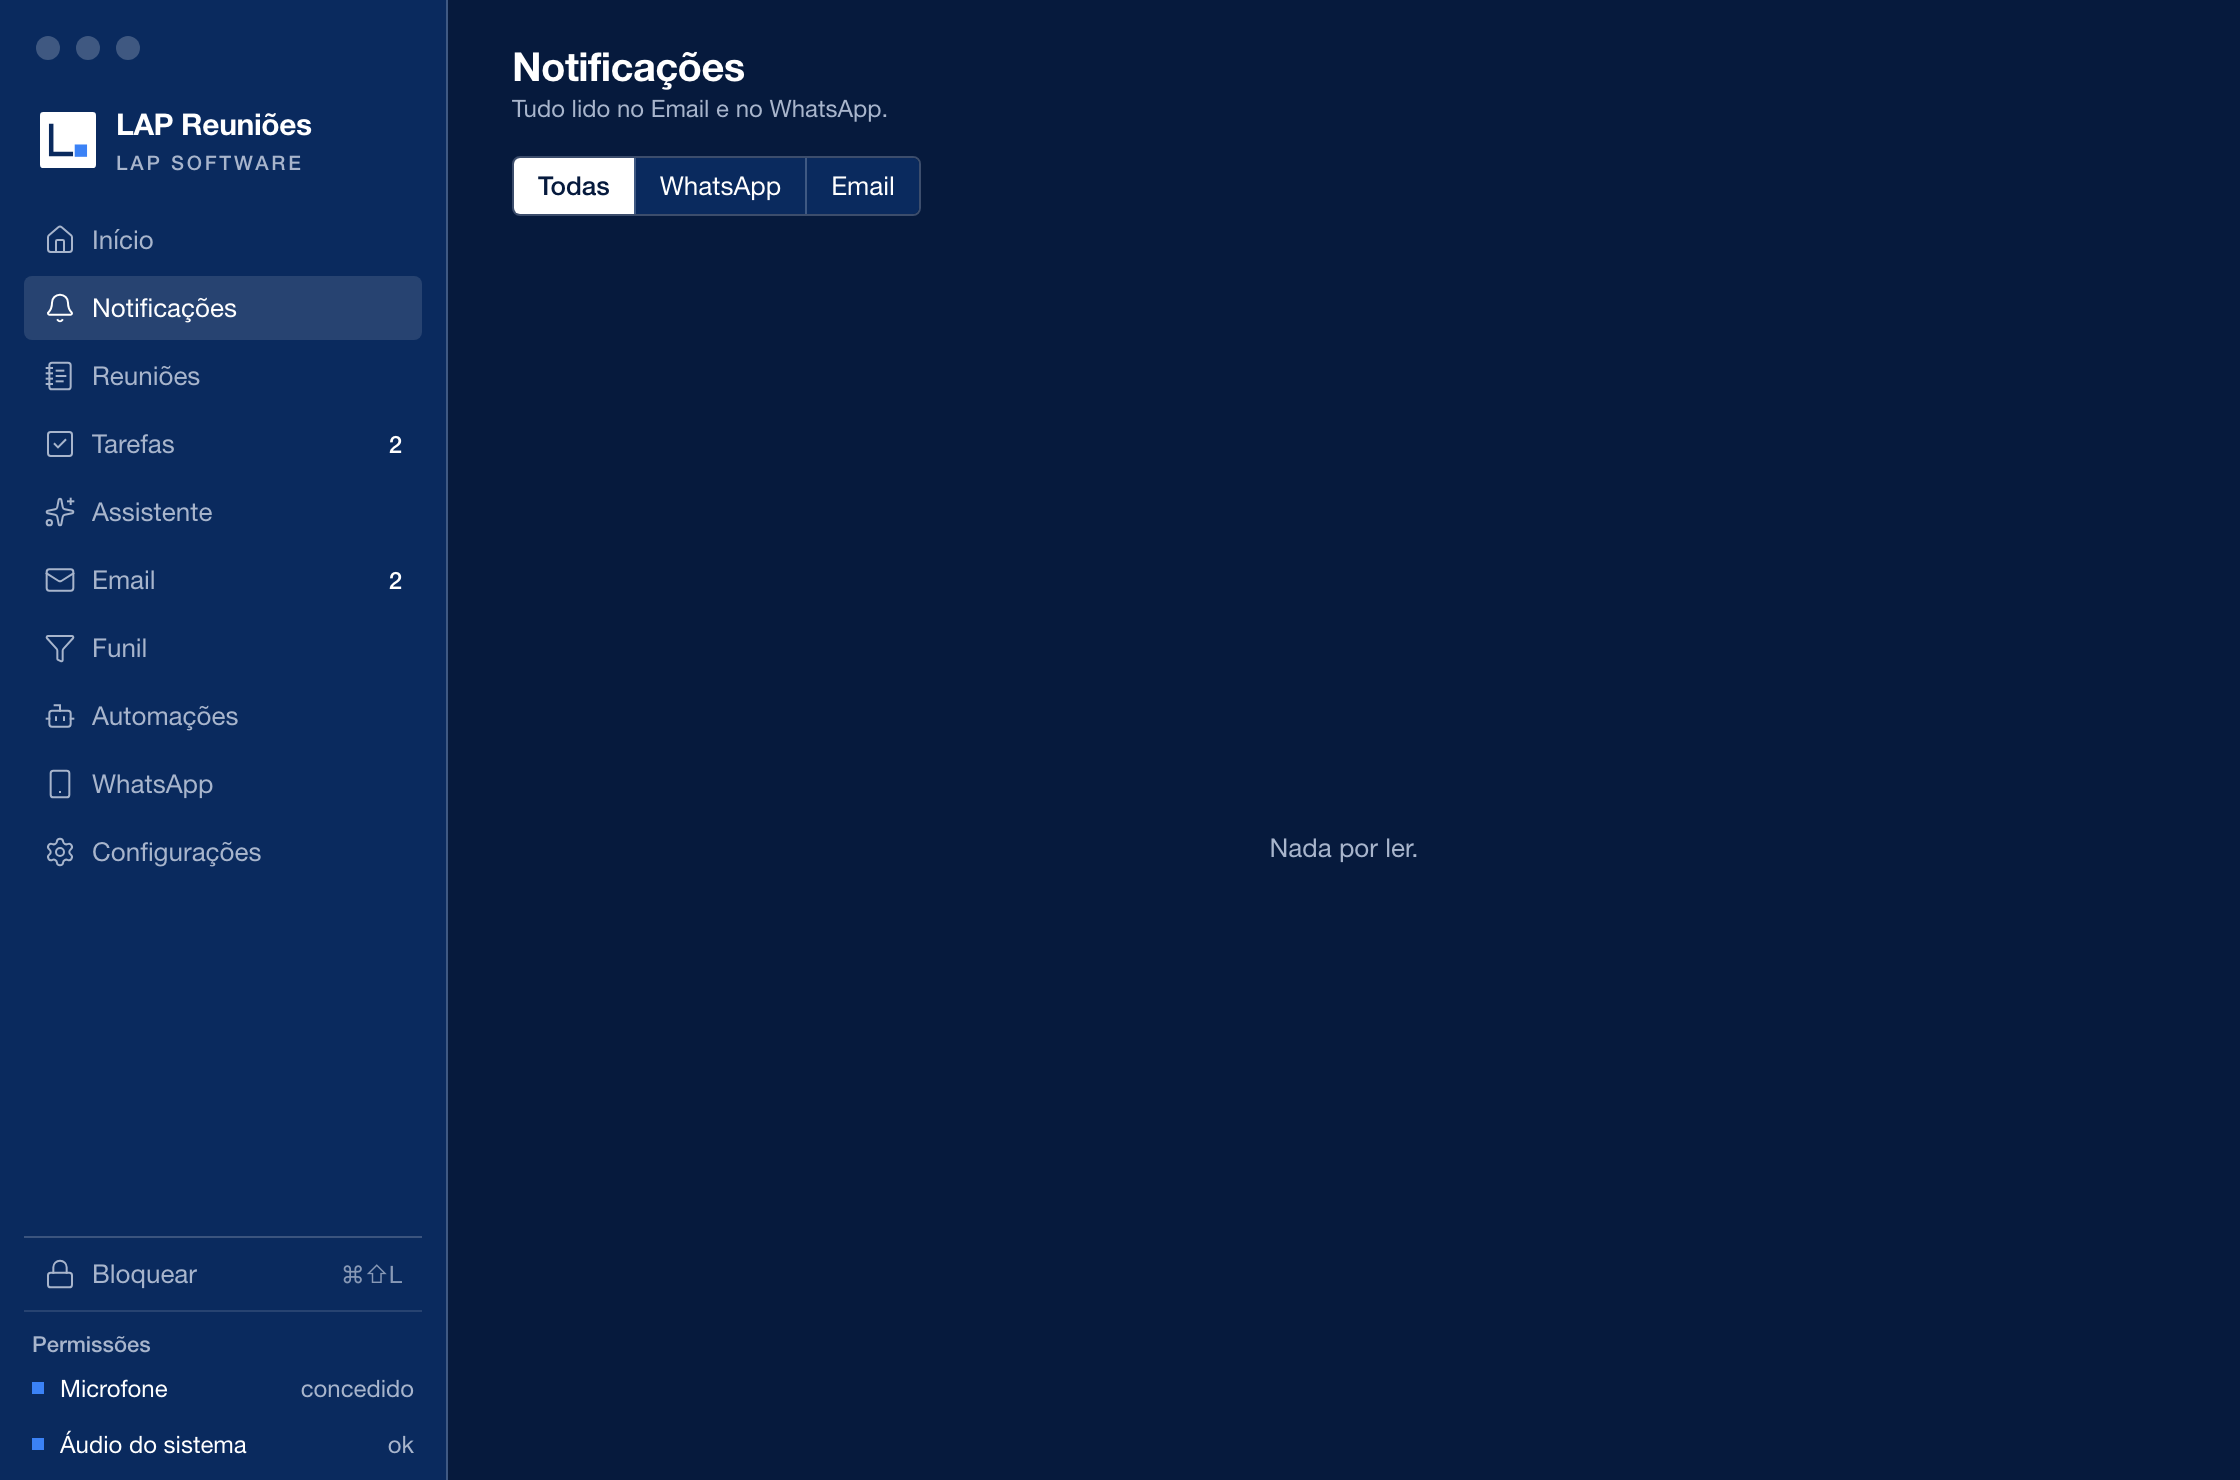 LAP Reuniões
LAP SOFTWARE
Início
Notificações
Reuniões
Tarefas 2
Assistente
Email 2
Funil
Automações
WhatsApp
Configurações
Bloquear ⌘⇧L
Permissões
Microfone concedido
Áudio do sistema ok
Notificações
Tudo lido no Email e no WhatsApp.
Todas WhatsApp Email
Nada por ler.